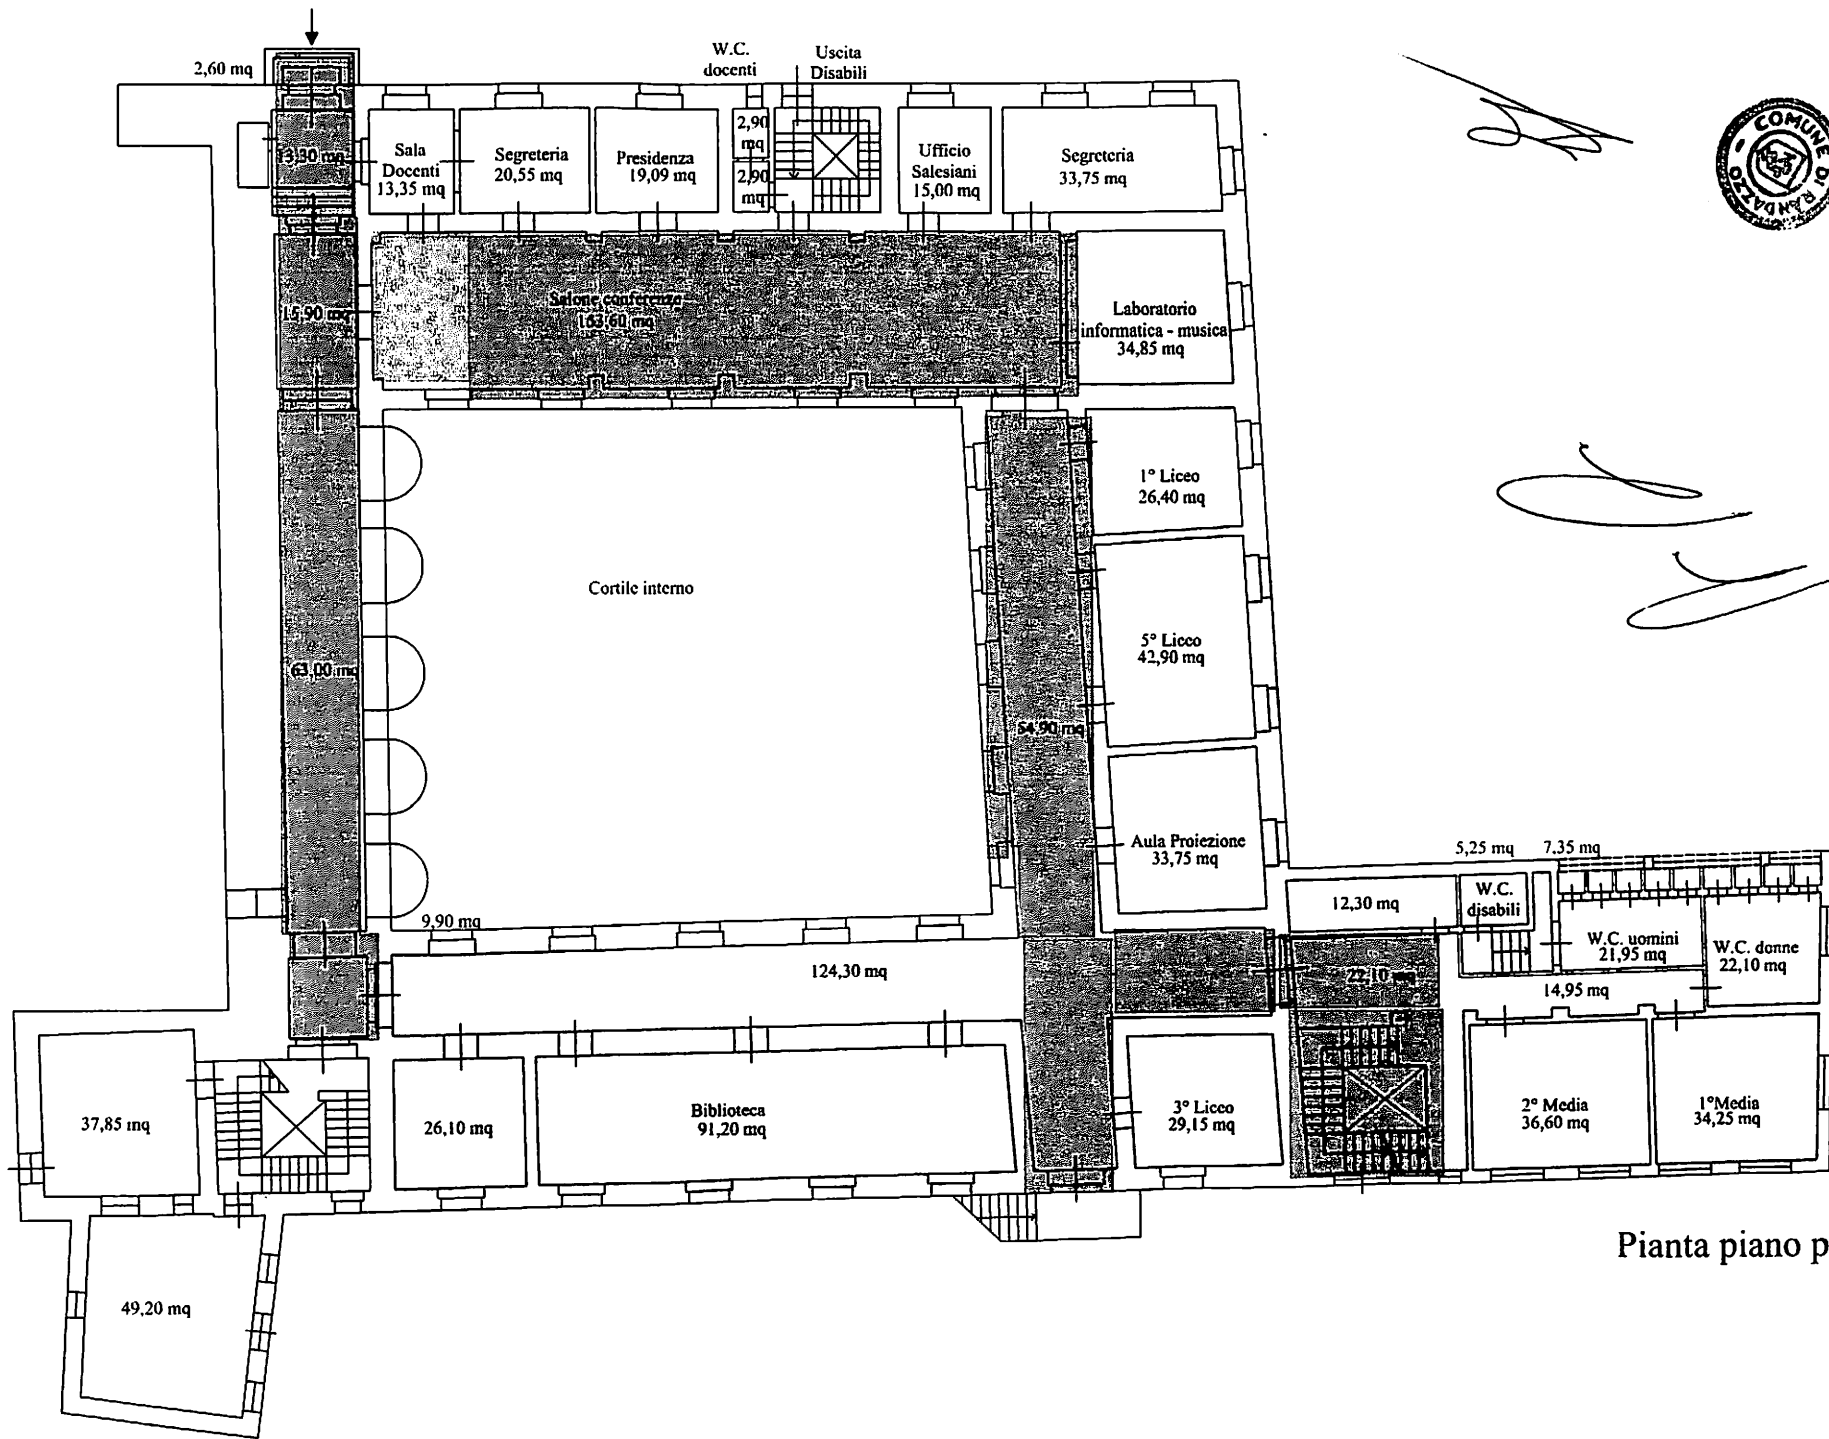 2,60 mq
W.C.
docenti
Uscita
Disabili
13,30 mq
Sala
Docenti
13,35 mq
Segreteria
20,55 mq
Presidenza
19,09 mq
2,90
mq
2,90
mq
Ufficio
Salesiani
15,00 mq
Segreteria
33,75 mq
COMUNE DI RANDAZZO
15,90 mq
Salone conferenze
163,60 mq
Laboratorio
informatica - musica
34,85 mq
1° Liceo
26,40 mq
Cortile interno
5° Liceo
42,90 mq
63,00 mq
54,90 mq
Aula Proiezione
33,75 mq
5,25 mq
7,35 mq
12,30 mq
W.C.
disabili
9,90 mq
124,30 mq
22,10 mq
W.C. uomini
21,95 mq
W.C. donne
22,10 mq
14,95 mq
37,85 mq
26,10 mq
Biblioteca
91,20 mq
3° Liceo
29,15 mq
2° Media
36,60 mq
1°Media
34,25 mq
Pianta piano p
49,20 mq